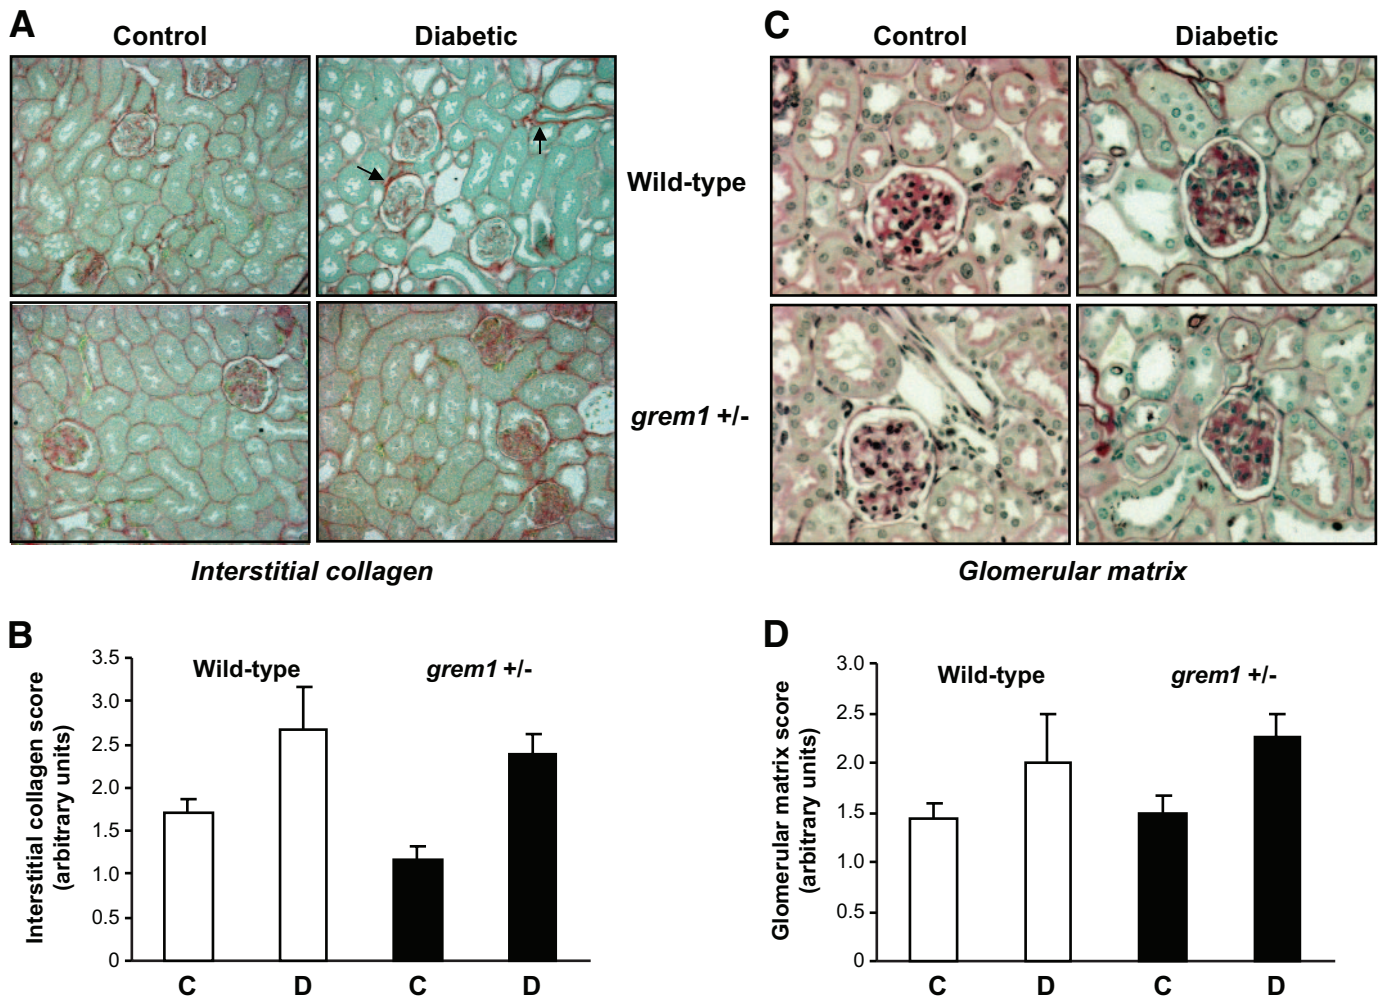 A
Control
Diabetic
Wild-type
grem1 +/-
Interstitial collagen
C
Control
Diabetic
Glomerular matrix
B
Interstitial collagen score
(arbitrary units)
3.5
3.0
2.5
2.0
1.5
1.0
0.5
0
Wild-type
grem1 +/-
C
D
C
D
D
Glomerular matrix score
(arbitrary units)
3.0
2.5
2.0
1.5
1.0
0.5
0
Wild-type
grem1 +/-
C
D
C
D